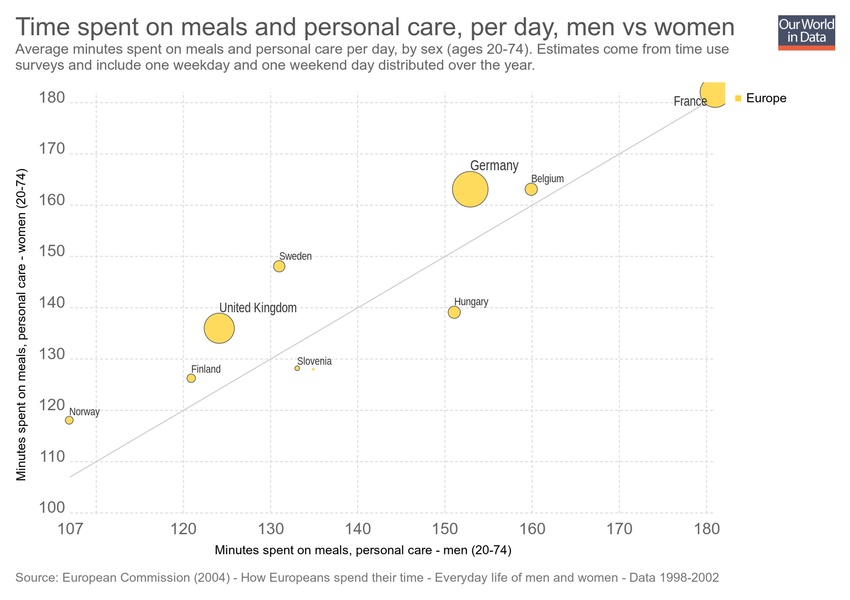 Time spent on meals and personal care, per day, men vs women
Our World
in Data
Average minutes spent on meals and personal care per day, by sex (ages 20-74). Estimates come from time use
surveys and include one weekday and one weekend day distributed over the year.
180
France
Europe
170
Germany
Belgium
160
150
Sweden
140
United Kingdom
Hungary
130
Slovenia
Finland
120
Norway
110
100
Minutes spent on meals, personal care - women (20-74)
107
120
130
140
150
160
170
180
Minutes spent on meals, personal care - men (20-74)
Source: European Commission (2004) - How Europeans spend their time - Everyday life of men and women - Data 1998-2002